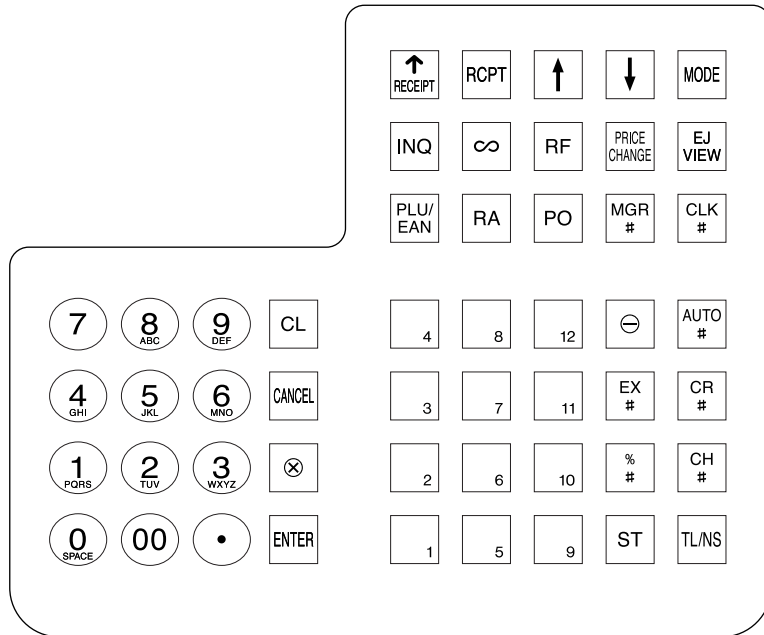 ↑
RECEIPT
RCPT
↑
↓
MODE
INQ
∞
RF
PRICE
CHANGE
EJ
VIEW
PLU/
EAN
RA
PO
MGR
#
CLK
#
7
8
ABC
9
DEF
CL
4
8
12
⊖
AUTO
#
4
GHI
5
JKL
6
MNO
CANCEL
3
7
11
EX
#
CR
#
1
PQRS
2
TUV
3
WXYZ
⊗
2
6
10
%
#
CH
#
0
SPACE
00
•
ENTER
1
5
9
ST
TL/NS